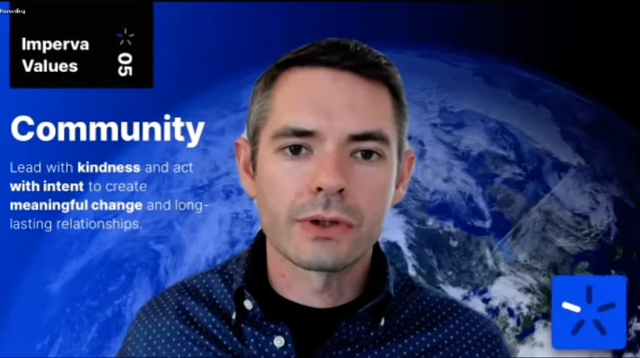 Recording
Imperva
Values
05
Community
Lead with kindness and act
with intent to create
meaningful change and long-
lasting relationships.